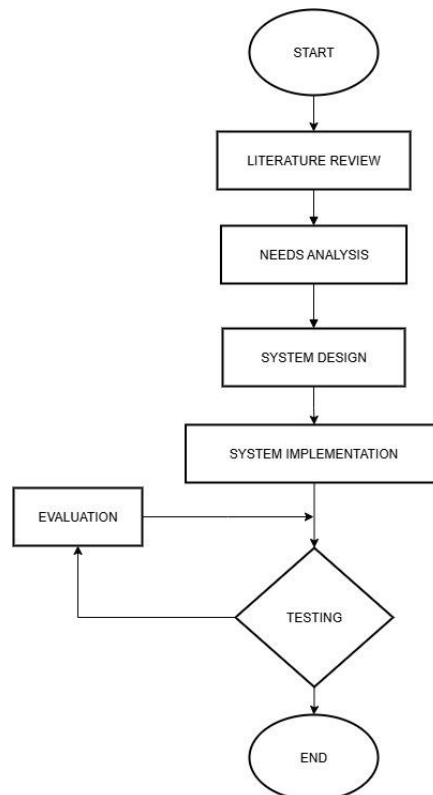 START
LITERATURE REVIEW
NEEDS ANALYSIS
SYSTEM DESIGN
SYSTEM IMPLEMENTATION
EVALUATION
TESTING
END